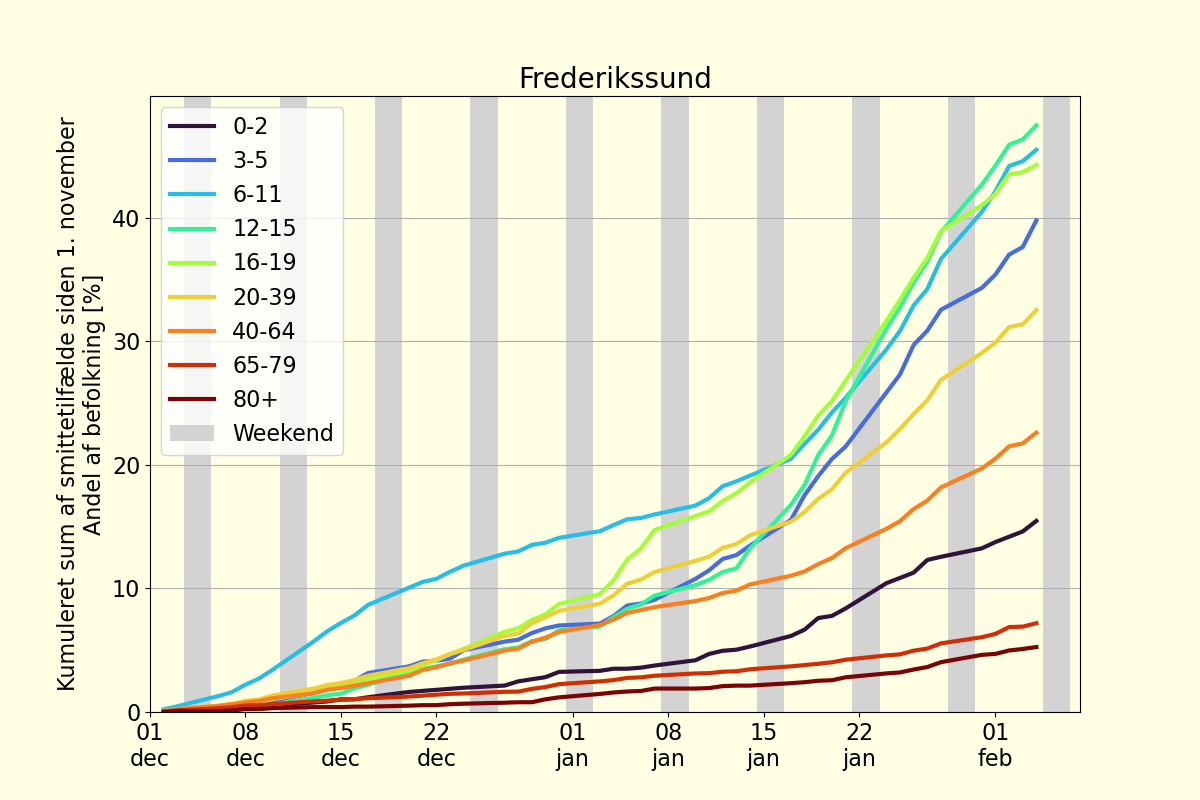 Frederikssund
Kumuleret sum af smittetilfælde siden 1. november
Andel af befolkning [%]
0-2
3-5
6-11
12-15
16-19
20-39
40-64
65-79
80+
Weekend
40
30
20
10
0
01 08 15 22 01 08 15 22 01
dec dec dec dec jan jan jan jan feb